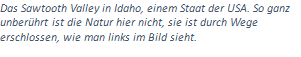 Das Sawtooth Valley in Idaho, einem Staat der USA. So ganz
unberührt ist die Natur hier nicht, sie ist durch Wege
erschlossen, wie man links im Bild sieht.